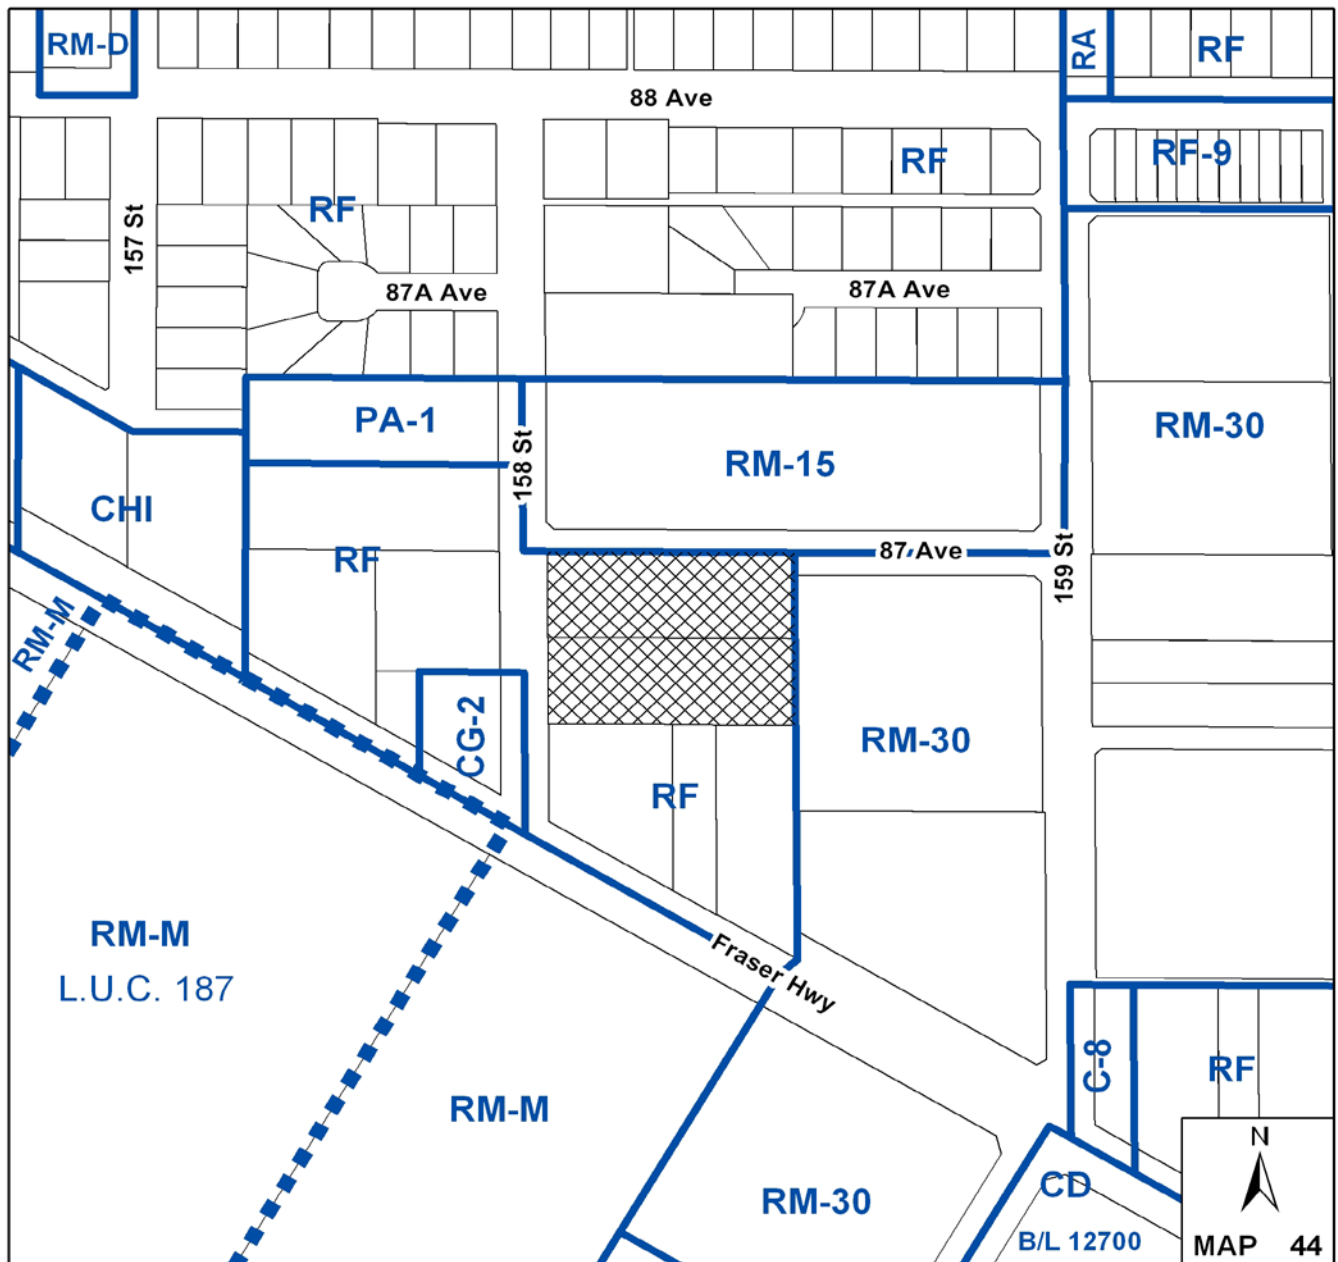 RM-D
RA
RF
88 Ave
RF-9
RF
RF
157 St
87A Ave
87A Ave
PA-1
RM-15
RM-30
158 St
CHI
RF
87 Ave
159 St
RM-M
CG-2
RM-30
RF
RM-M
L.U.C. 187
Fraser Hwy
C-8
RF
RM-M
RM-30
CD
B/L 12700
N
MAP 44